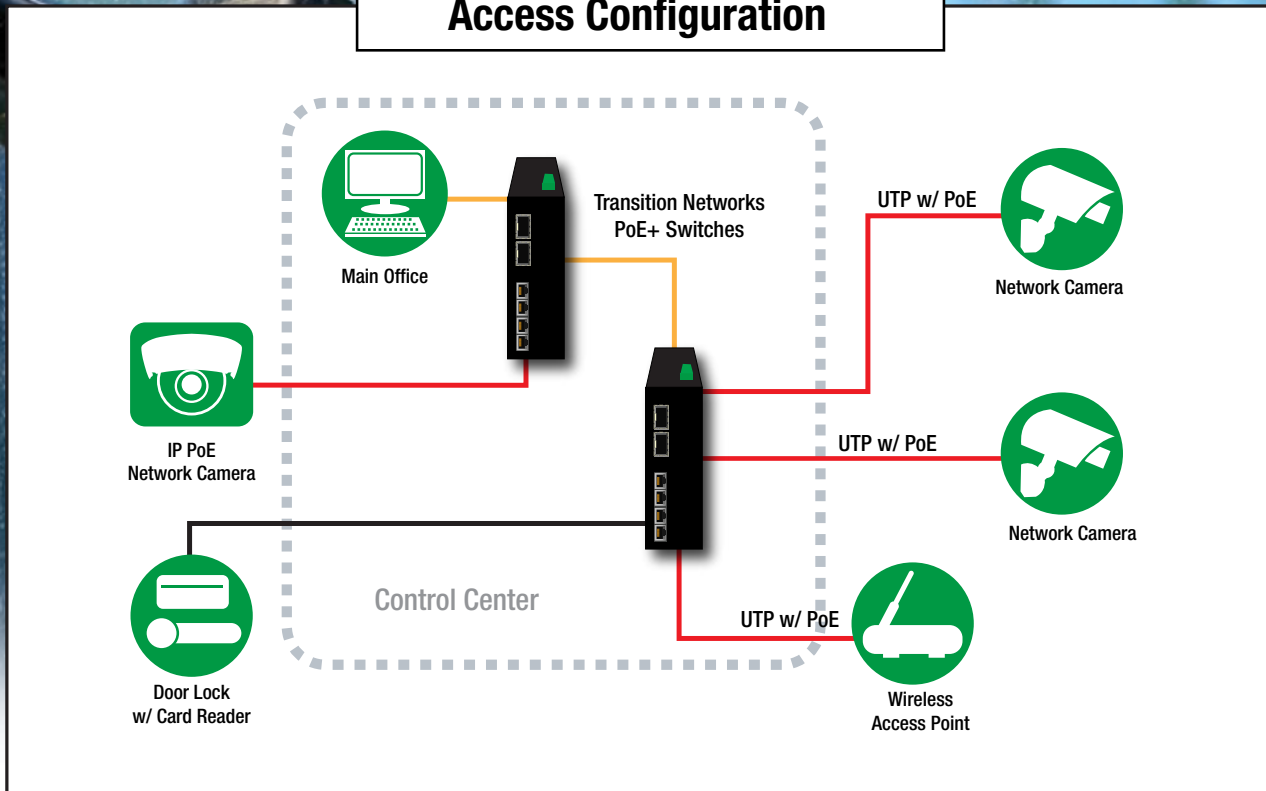 Access Configuration
Transition Networks
PoE+ Switches
UTP w/ PoE
Main Office
Network Camera
IP PoE
Network Camera
UTP w/ PoE
Network Camera
Control Center
UTP w/ PoE
Door Lock
w/ Card Reader
Wireless
Access Point